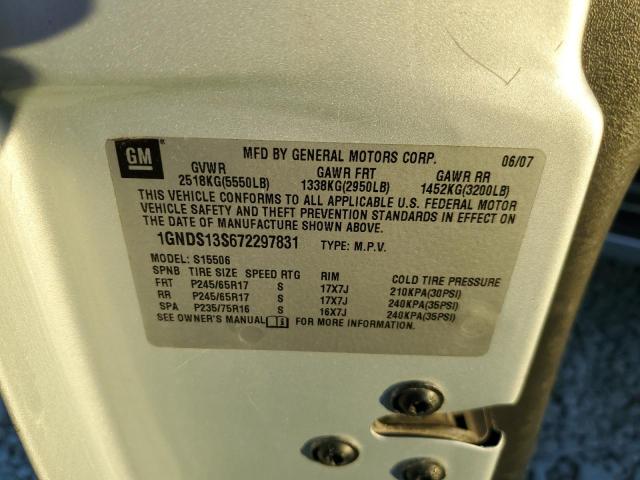 GM
MFD BY GENERAL MOTORS CORP. 06/07
GVWR GAWR FRT GAWR RR
2518KG(5550LB) 1338KG(2950LB) 1452KG(3200LB)
THIS VEHICLE CONFORMS TO ALL APPLICABLE U.S. FEDERAL MOTOR
VEHICLE SAFETY AND THEFT PREVENTION STANDARDS IN EFFECT ON
THE DATE OF MANUFACTURE SHOWN ABOVE.
1GNDS13S672297831 TYPE: M.P.V.
MODEL: S15506
SPNB TIRE SIZE SPEED RTG RIM COLD TIRE PRESSURE
FRT P245/65R17 S 17X7J 210KPA(30PSI)
RR P245/65R17 S 17X7J 240KPA(35PSI)
SPA P235/75R16 S 16X7J 240KPA(35PSI)
SEE OWNER'S MANUAL FOR MORE INFORMATION.